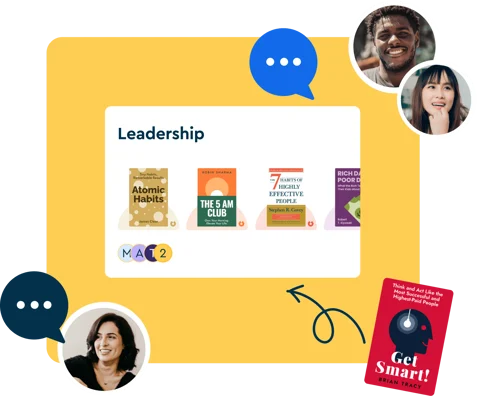 Leadership
Atomic
Habits
ROBIN SHARMA
THE 5 AM
CLUB
THE
7 HABITS OF
HIGHLY
EFFECTIVE
PEOPLE
Stephen R. Covey
RICH DA
POOR D
M A T 2
Think and Act Like the
Most Successful and
Highest-Paid People
Get
Smart!
BRIAN TRACY